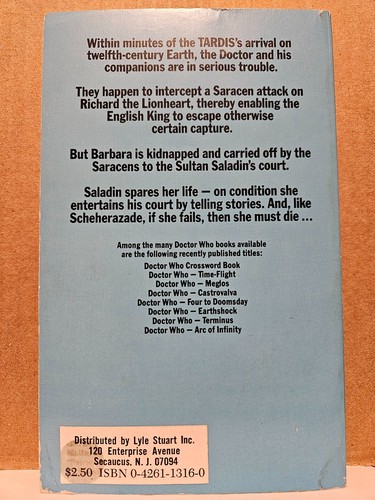 Within minutes of the TARDIS's arrival on
twelfth-century Earth, the Doctor and his
companions are in serious trouble.
They happen to intercept a Saracen attack on
Richard the Lionheart, thereby enabling the
English King to escape otherwise
certain capture.
But Barbara is kidnapped and carried off by the
Saracens to the Sultan Saladin's court.
Saladin spares her life — on condition she
entertains his court by telling stories. And, like
Scheherazade, if she fails, then she must die ...
Among the many Doctor Who books available
are the following recently published titles:
Doctor Who Crossword Book
Doctor Who — Time-Flight
Doctor Who — Meglos
Doctor Who — Castrovalva
Doctor Who — Four to Doomsday
Doctor Who — Earthshock
Doctor Who — Terminus
Doctor Who — Arc of Infinity
Distributed by Lyle Stuart Inc.
120 Enterprise Avenue
Secaucus, N. J. 07094
$2.50 ISBN 0-4261-1316-0